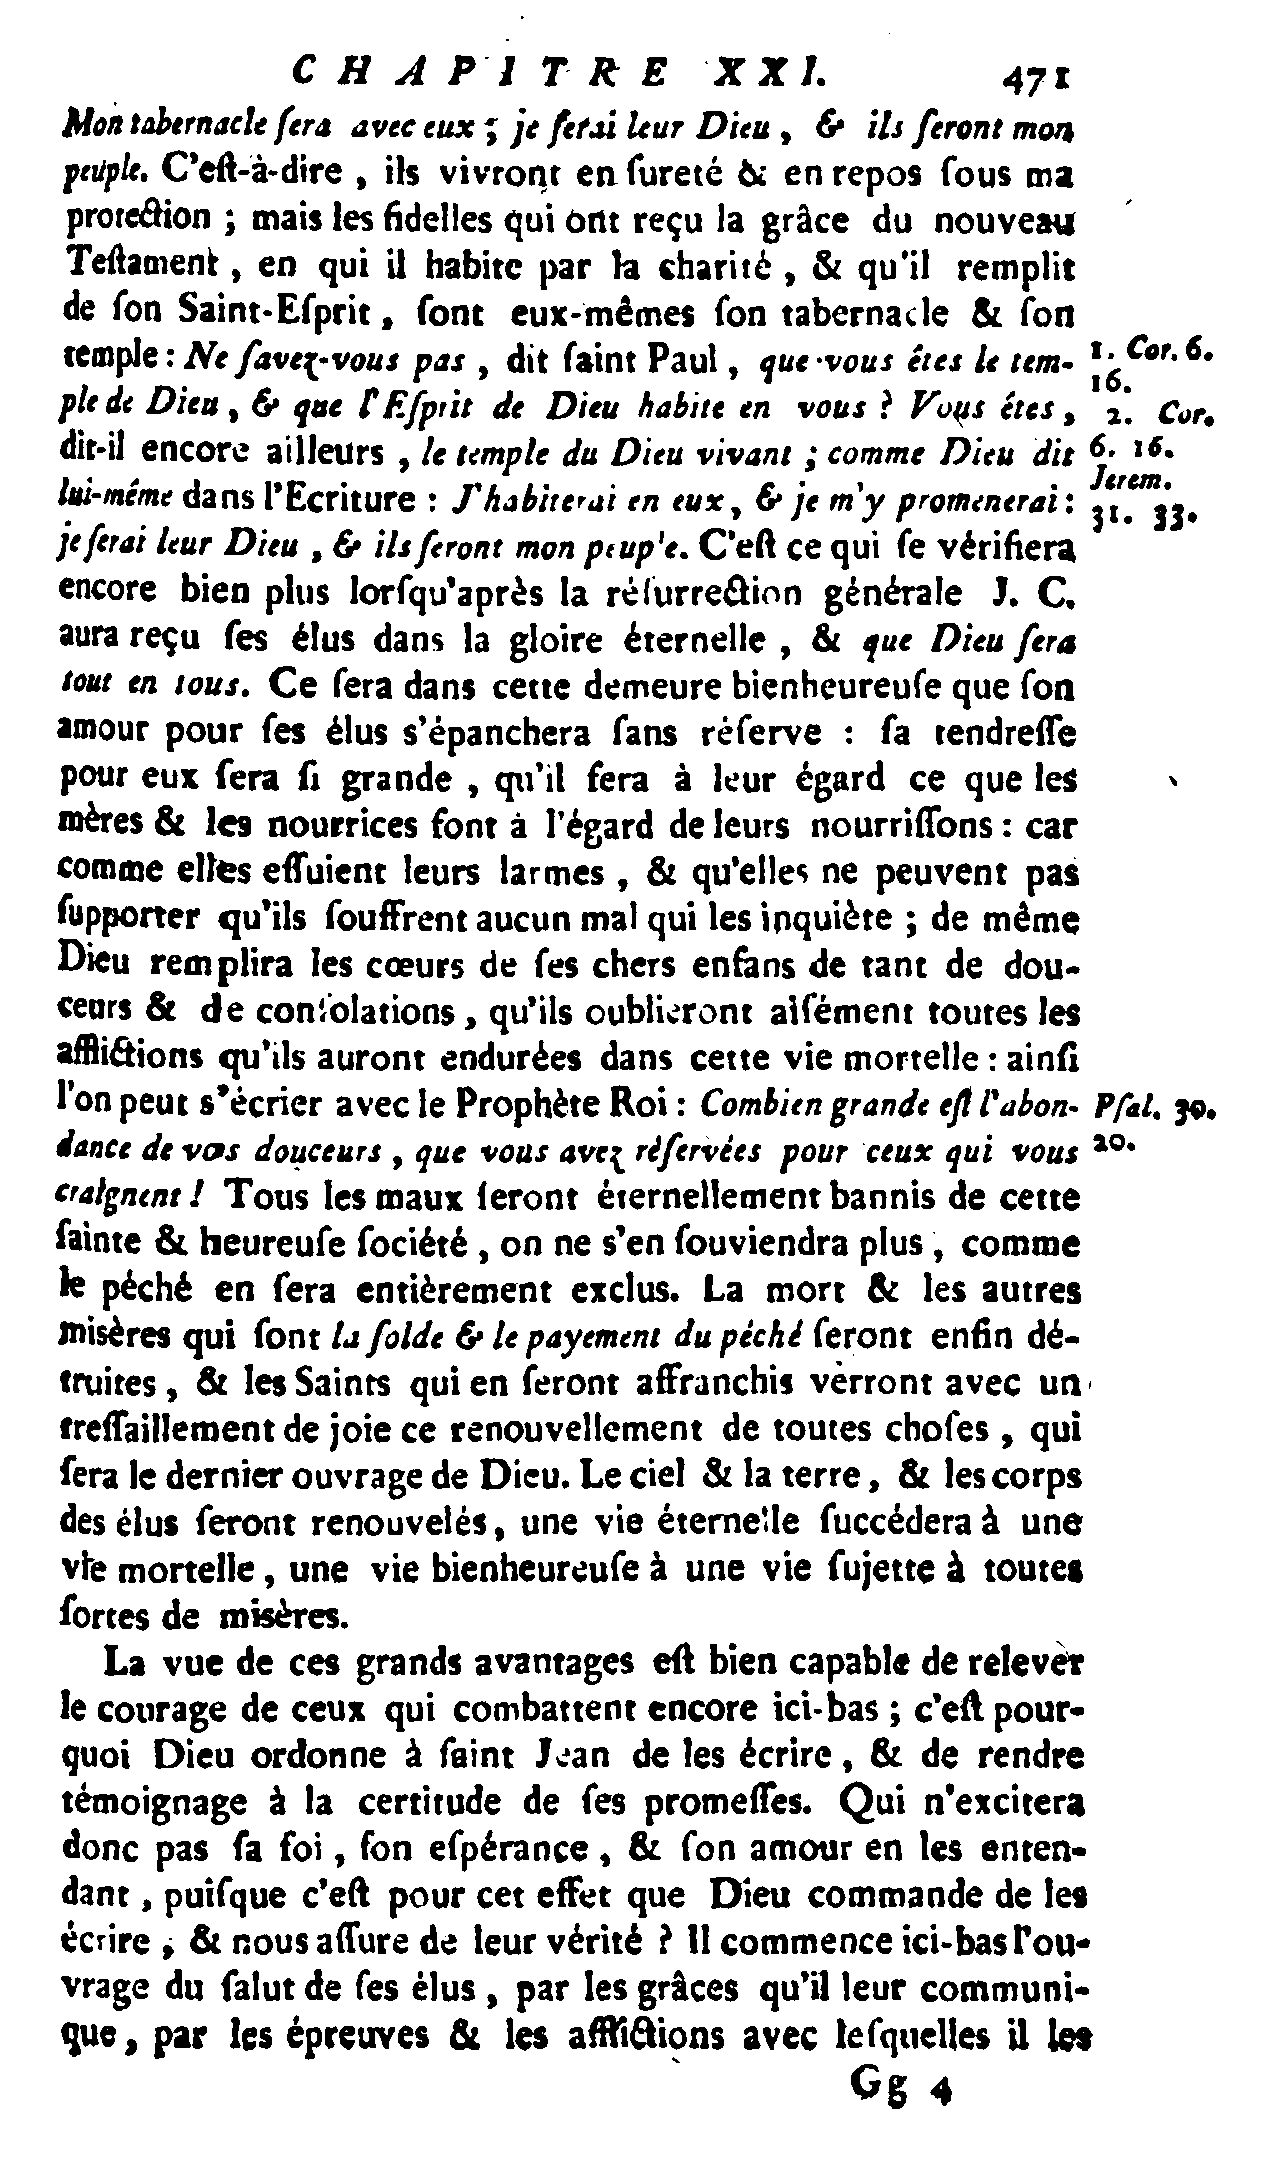 CHAPITRE XXI. 471
Mon tabernacle ſera avec eux ; je ſerai leur Dieu , & ils ſeront mon
peuple. C'eſt-à-dire , ils vivront en ſureté & en repos ſous ma
protection ; mais les fidelles qui ont reçu la grâce du nouveau
Teſtament , en qui il habite par la charité , & qu'il remplit
de ſon Saint-Eſprit , ſont eux-mêmes ſon tabernacle & ſon
temple : Ne ſavez-vous pas , dit ſaint Paul , que vous êtes le tem-
1. Cor. 6.
16.
ple de Dieu , & que l'Eſprit de Dieu habite en vous ? Vous êtes ,
2. Cor.
dit-il encore ailleurs , le temple du Dieu vivant ; comme Dieu dit
6. 16.
Jerem.
lui-même dans l'Ecriture : J'habiterai en eux , & je m'y promenerai :
31. 33.
je ſerai leur Dieu , & ils ſeront mon peuple. C'eſt ce qui ſe vérifiera
encore bien plus lorſqu'après la réſurrection générale J. C.
aura reçu ſes élus dans la gloire éternelle , & que Dieu ſera
tout en tous. Ce ſera dans cette demeure bienheureuſe que ſon
amour pour ſes élus s'épanchera ſans réſerve : ſa tendreſſe
pour eux ſera ſi grande , qu'il fera à leur égard ce que les
mères & les nourrices font à l'égard de leurs nourriſſons : car
comme elles eſſuient leurs larmes , & qu'elles ne peuvent pas
ſupporter qu'ils ſouffrent aucun mal qui les inquiète ; de même
Dieu remplira les cœurs de ſes chers enfans de tant de dou-
ceurs & de conſolations , qu'ils oublieront aiſément toutes les
afflictions qu'ils auront endurées dans cette vie mortelle : ainſi
l'on peut s'écrier avec le Prophète Roi : Combien grande eſt l'abon-
Pſal. 30.
dance de vos douceurs , que vous avez réſervées pour ceux qui vous
20.
craignent ! Tous les maux ſeront éternellement bannis de cette
ſainte & heureuſe ſociété , on ne s'en ſouviendra plus , comme
le péché en ſera entièrement exclus. La mort & les autres
misères qui ſont la ſolde & le payement du péché ſeront enfin dé-
truites , & les Saints qui en ſeront affranchis verront avec un
treſſaillement de joie ce renouvellement de toutes choſes , qui
ſera le dernier ouvrage de Dieu. Le ciel & la terre , & les corps
des élus ſeront renouvelés , une vie éternelle ſuccédera à une
vie mortelle , une vie bienheureuſe à une vie ſujette à toutes
ſortes de misères.
La vue de ces grands avantages eſt bien capable de relever
le courage de ceux qui combattent encore ici-bas ; c'eſt pour-
quoi Dieu ordonne à ſaint Jean de les écrire , & de rendre
témoignage à la certitude de ſes promeſſes. Qui n'excitera
donc pas ſa foi , ſon eſpérance , & ſon amour en les enten-
dant , puiſque c'eſt pour cet effet que Dieu commande de les
écrire , & nous aſſure de leur vérité ? Il commence ici-bas l'ou-
vrage du ſalut de ſes élus , par les grâces qu'il leur communi-
que , par les épreuves & les afflictions avec leſquelles il les
Gg 4